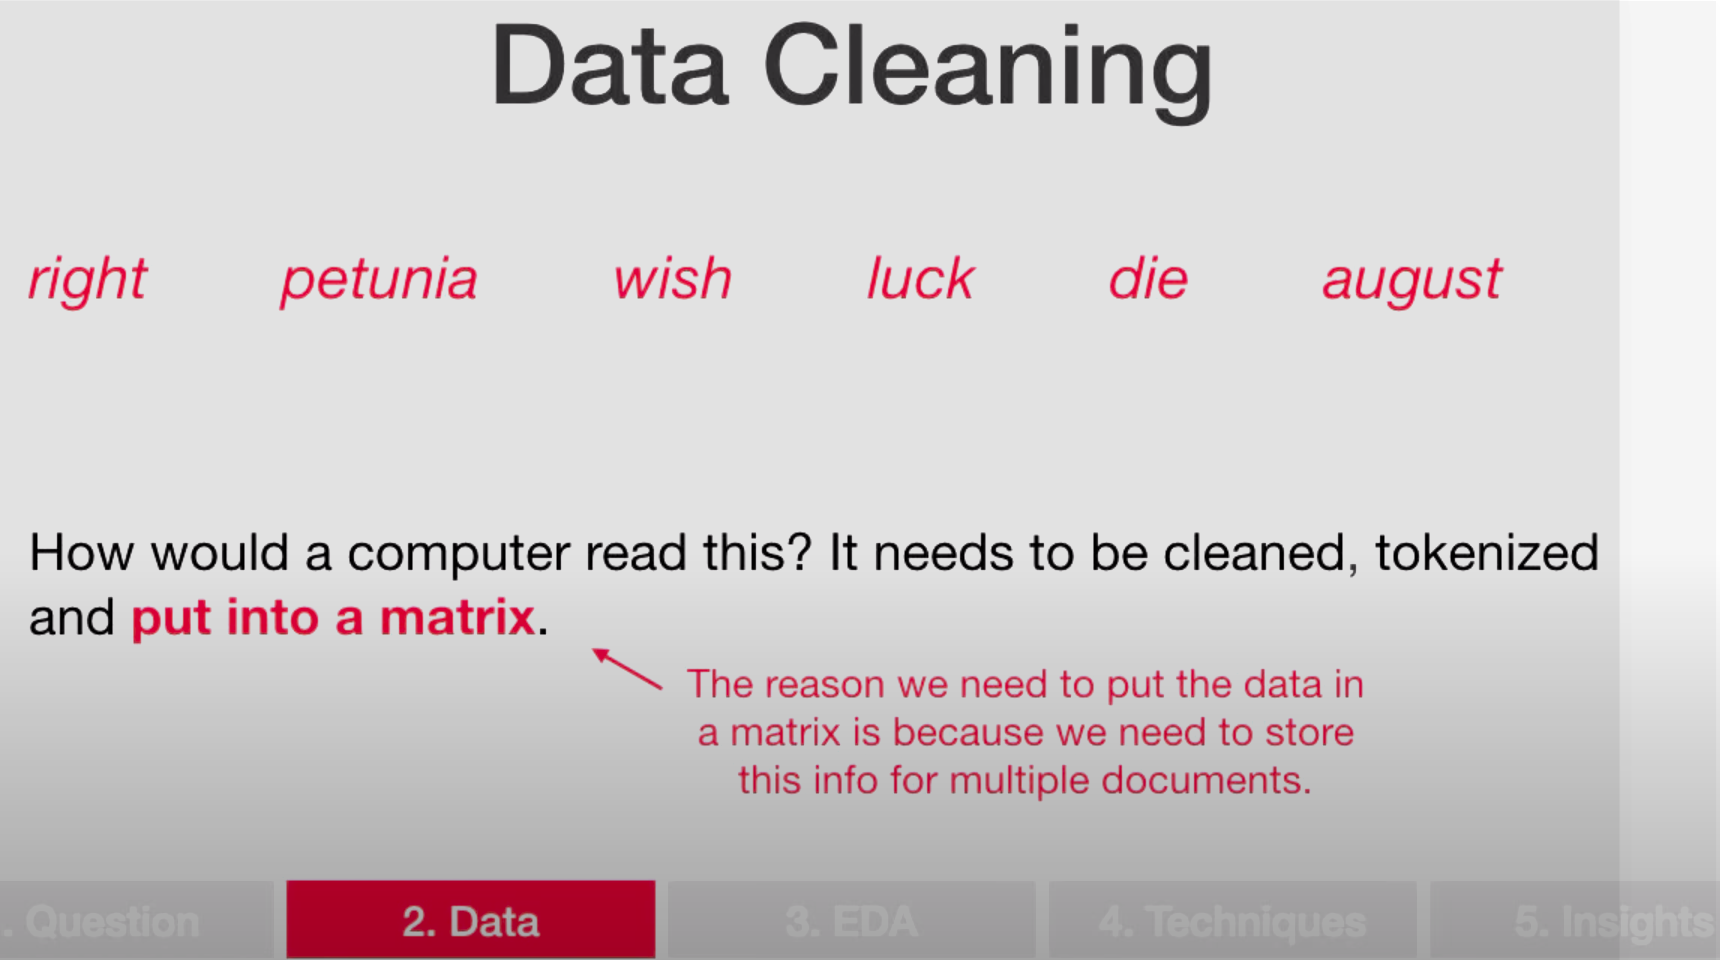 Data Cleaning
right petunia wish luck die august
How would a computer read this? It needs to be cleaned, tokenized
and put into a matrix.
The reason we need to put the data in
a matrix is because we need to store
this info for multiple documents.
. Question 2. Data 3. EDA 4. Techniques 5. Insights